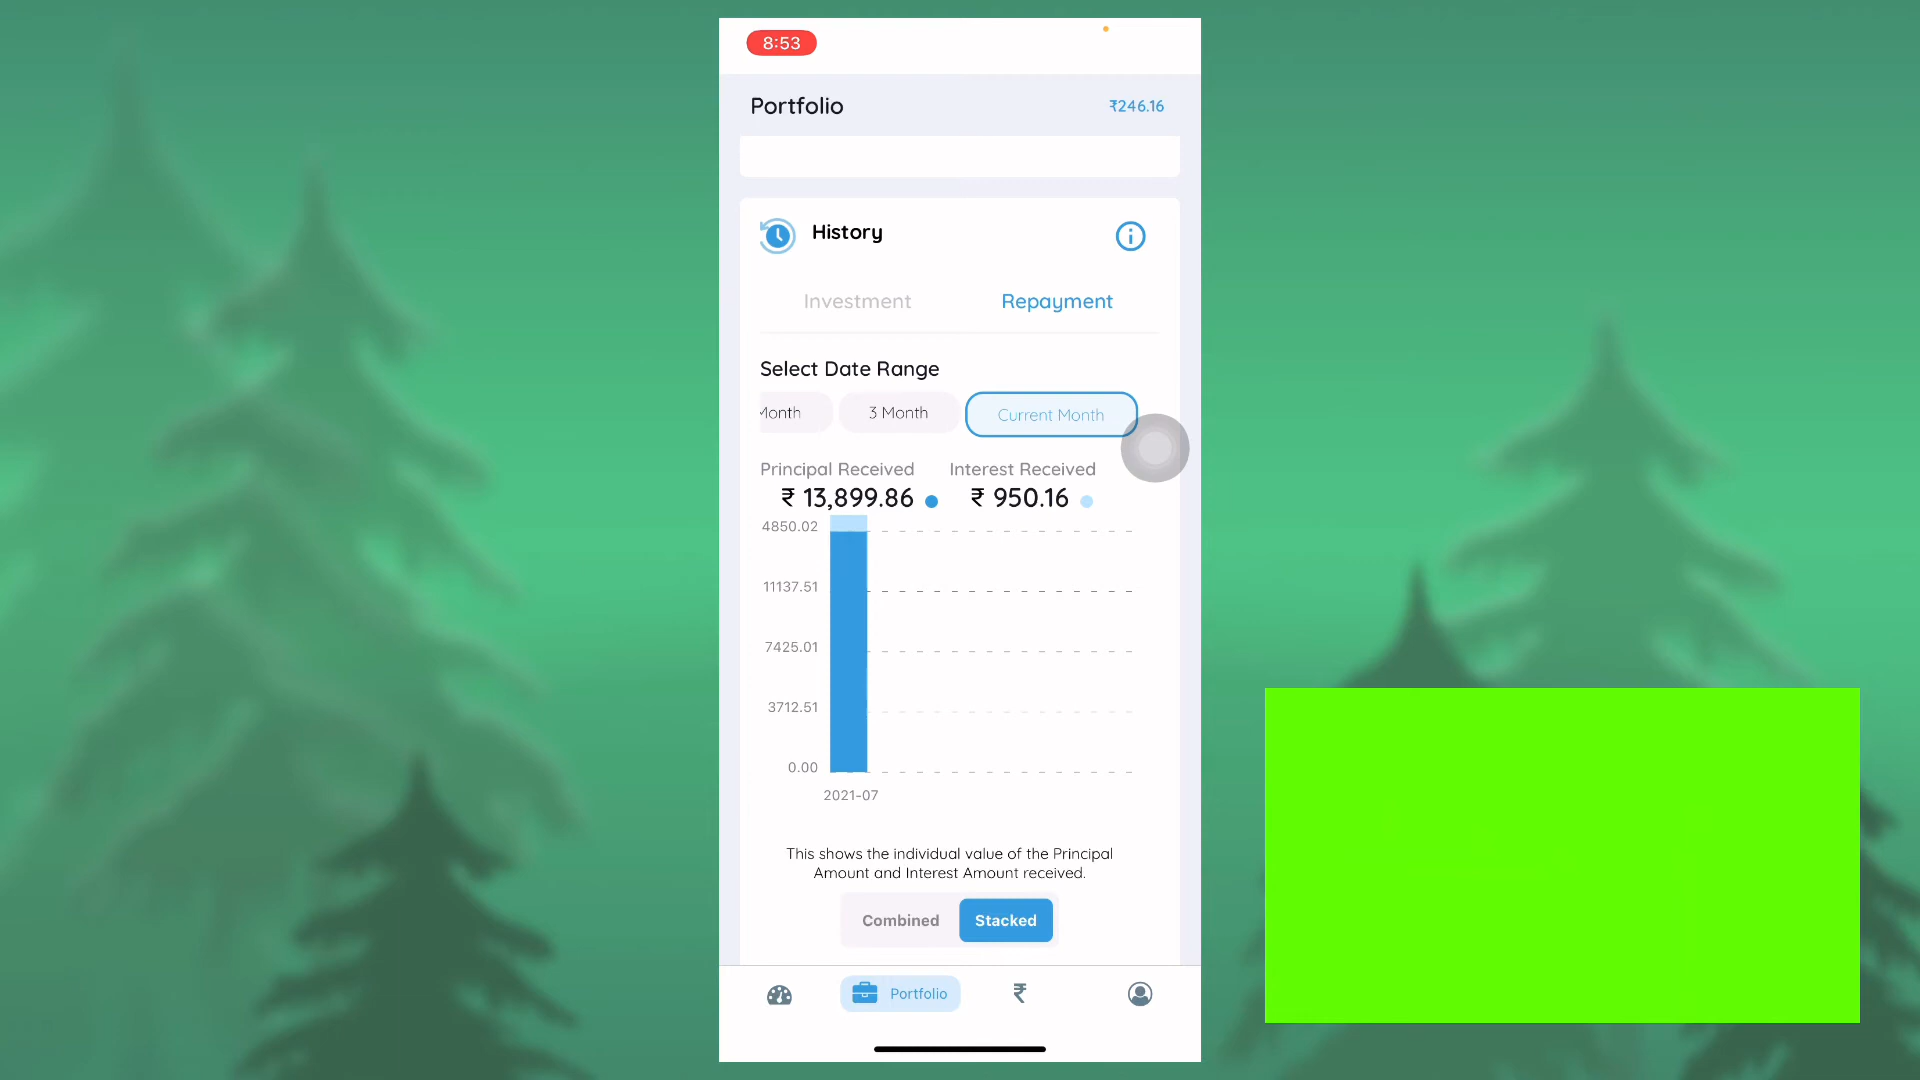 8:53
Portfolio
₹246.16
History
Investment
Repayment
Select Date Range
Month
3 Month
Current Month
Principal Received
Interest Received
₹ 13,899.86
₹ 950.16
4850.02
11137.51
7425.01
3712.51
0.00
2021-07
This shows the individual value of the Principal
Amount and Interest Amount received.
Combined
Stacked
Portfolio
₹